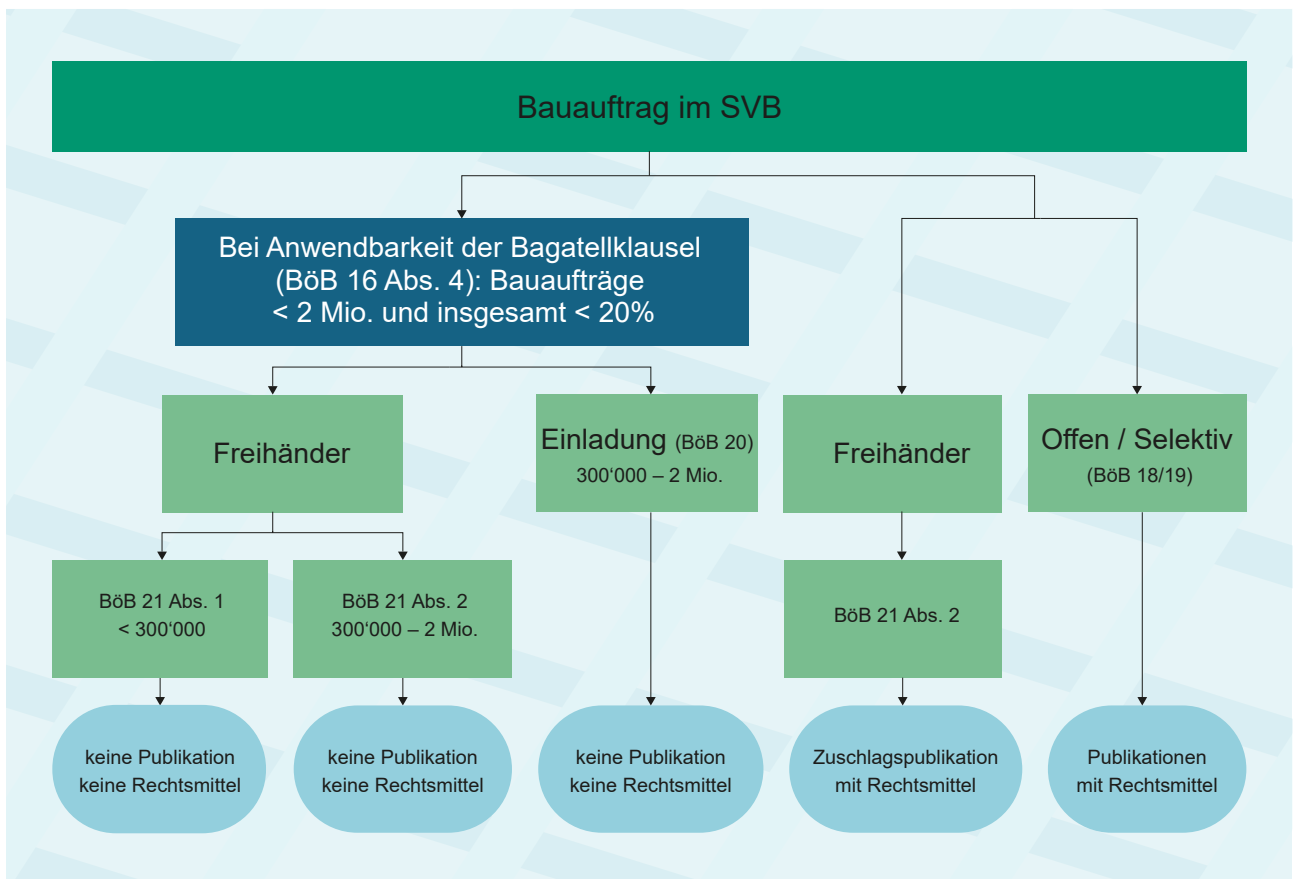 Bauauftrag im SVB
Bei Anwendbarkeit der Bagatellklausel
(BöB 16 Abs. 4): Bauaufträge
< 2 Mio. und insgesamt < 20%
Freihänder
Einladung (BöB 20)
300‘000 – 2 Mio.
Freihänder
Offen / Selektiv
(BöB 18/19)
BöB 21 Abs. 1
< 300‘000
BöB 21 Abs. 2
300‘000 – 2 Mio.
BöB 21 Abs. 2
keine Publikation
keine Rechtsmittel
keine Publikation
keine Rechtsmittel
keine Publikation
keine Rechtsmittel
Zuschlagspublikation
mit Rechtsmittel
Publikationen
mit Rechtsmittel